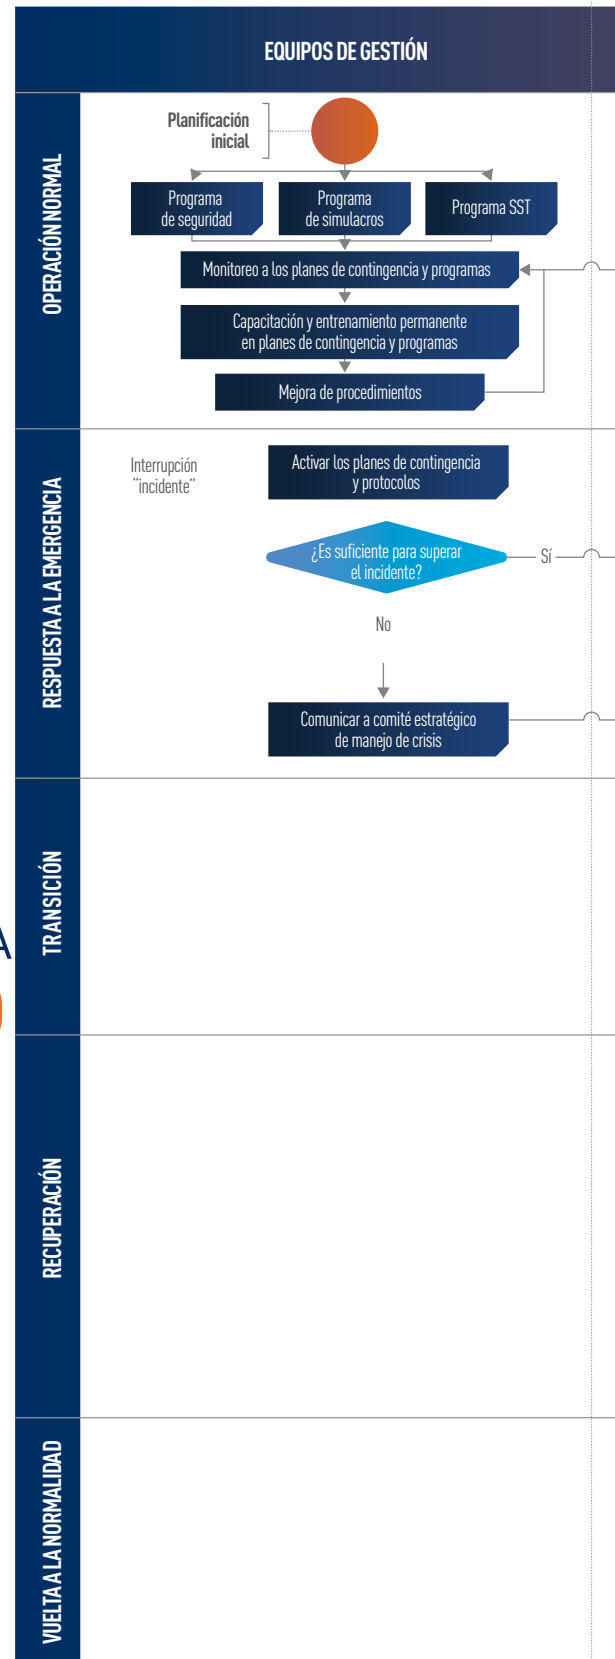 EQUIPOS DE GESTIÓN
OPERACIÓN NORMAL
Planificación
inicial
Programa
de seguridad
Programa
de simulacros
Programa SST
Monitoreo a los planes de contingencia y programas
Capacitación y entrenamiento permanente
en planes de contingencia y programas
Mejora de procedimientos
RESPUESTA A LA EMERGENCIA
Interrupción
"incidente"
Activar los planes de contingencia
y protocolos
¿Es suficiente para superar
el incidente?
Sí
No
Comunicar a comité estratégico
de manejo de crisis
TRANSICIÓN
A
RECUPERACIÓN
VUELTA A LA NORMALIDAD